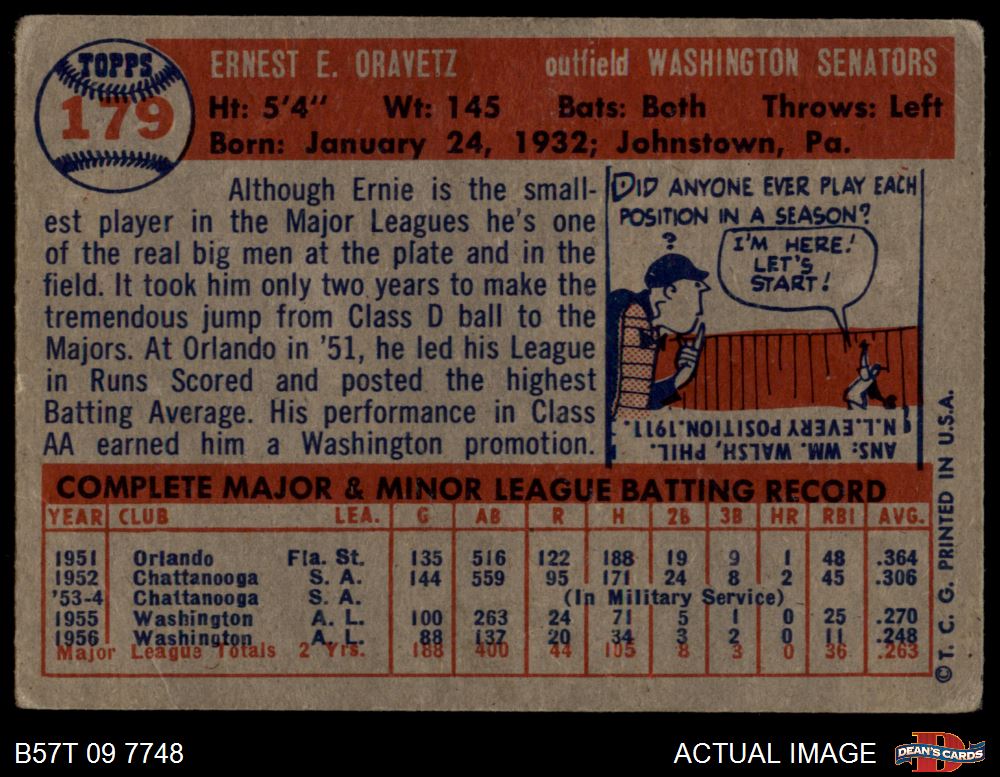 TOPPS
179
ERNEST E. ORAVETZ outfield WASHINGTON SENATORS
Ht: 5'4" Wt: 145 Bats: Both Throws: Left
Born: January 24, 1932; Johnstown, Pa.
Although Ernie is the small-
est player in the Major Leagues he's one
of the real big men at the plate and in the
field. It took him only two years to make the
tremendous jump from Class D ball to the
Majors. At Orlando in '51, he led his League
in Runs Scored and posted the highest
Batting Average. His performance in Class
AA earned him a Washington promotion.
DID ANYONE EVER PLAY EACH
POSITION IN A SEASON?
?
I'M HERE!
LET'S
START!
ANS: WM. WALSH, PHIL.
N.L. EVERY POSITION. 1911.
COMPLETE MAJOR & MINOR LEAGUE BATTING RECORD
YEAR CLUB LEA. G AB R H 2B 3B HR RBI AVG.
1951 Orlando Fla. St. 135 516 122 188 19 9 1 48 .364
1952 Chattanooga S. A. 144 559 95 171 24 8 2 45 .306
'53-4 Chattanooga S. A. (In Military Service)
1955 Washington A. L. 100 263 24 71 5 1 0 25 .270
1956 Washington A. L. 88 137 20 34 3 2 0 11 .248
Major League Totals 2 Yrs. 188 400 44 105 8 3 0 36 .263
© T. C. G. PRINTED IN U.S.A.
B57T 09 7748 ACTUAL IMAGE
DEAN'S CARDS